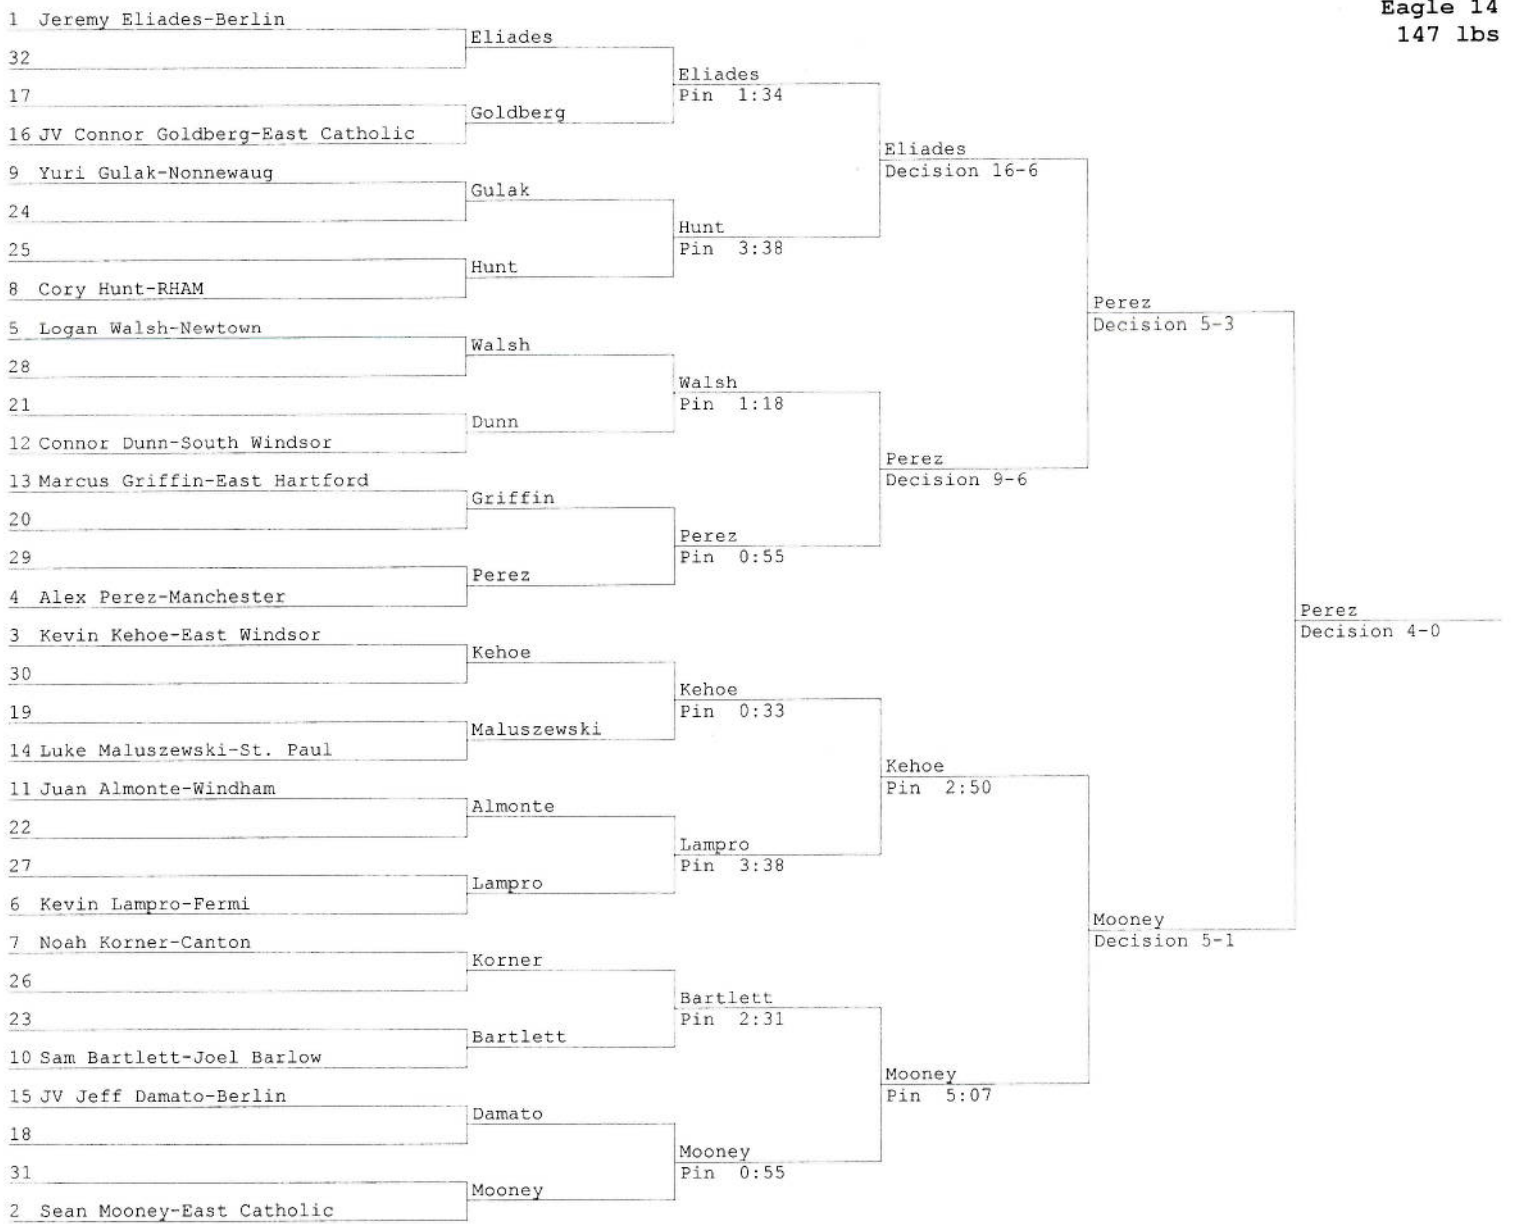 Eagle 14
147 lbs
1 Jeremy Eliades-Berlin
Eliades
32
Eliades
Pin 1:34
17
Goldberg
16 JV Connor Goldberg-East Catholic
Eliades
Decision 16-6
9 Yuri Gulak-Nonnewaug
Gulak
24
Hunt
Pin 3:38
25
Hunt
8 Cory Hunt-RHAM
Perez
Decision 5-3
5 Logan Walsh-Newtown
Walsh
28
Walsh
Pin 1:18
21
Dunn
12 Connor Dunn-South Windsor
Perez
Decision 9-6
13 Marcus Griffin-East Hartford
Griffin
20
Perez
Pin 0:55
29
Perez
4 Alex Perez-Manchester
Perez
Decision 4-0
3 Kevin Kehoe-East Windsor
Kehoe
30
Kehoe
Pin 0:33
19
Maluszewski
14 Luke Maluszewski-St. Paul
Kehoe
Pin 2:50
11 Juan Almonte-Windham
Almonte
22
Lampro
Pin 3:38
27
Lampro
6 Kevin Lampro-Fermi
Mooney
Decision 5-1
7 Noah Korner-Canton
Korner
26
Bartlett
Pin 2:31
23
Bartlett
10 Sam Bartlett-Joel Barlow
Mooney
Pin 5:07
15 JV Jeff Damato-Berlin
Damato
18
Mooney
Pin 0:55
31
Mooney
2 Sean Mooney-East Catholic